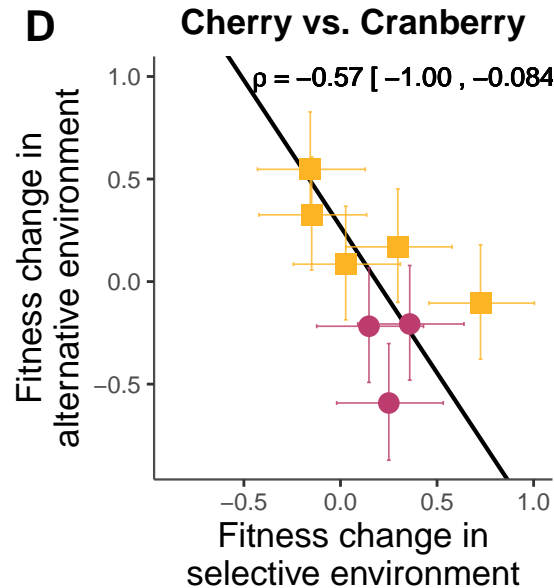 D
Cherry vs. Cranberry
ρ = −0.57 [ −1.00 , −0.084
1.0
0.5
0.0
−0.5
Fitness change in
alternative environment
−0.5 0.0 0.5 1.0
Fitness change in
selective environment